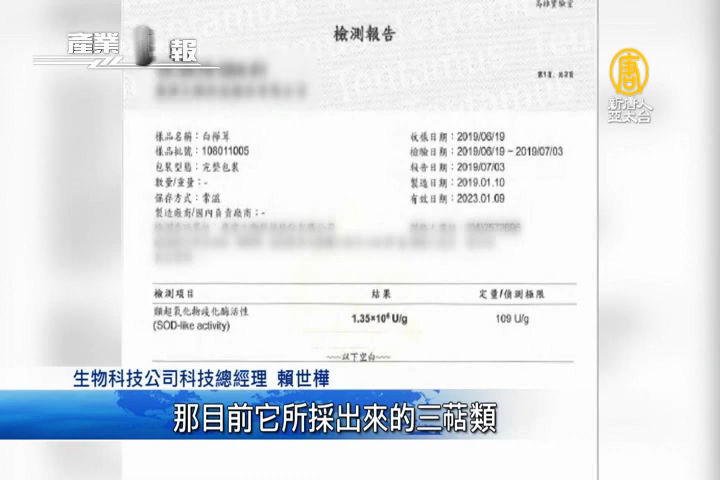 高雄實驗室
產業 報
檢測報告
第1頁，共2頁
新唐人
亞太台
樣品名稱：白樺茸
樣品批號：108011005
包裝型態：完整包裝
數量/重量：-
保存方式：常溫
製造廠商/國內負責廠商：-
收樣日期：2019/06/19
檢驗日期：2019/06/19 ~ 2019/07/03
報告日期：2019/07/03
製造日期：2019.01.10
有效日期：2023.01.09
檢測項目 結果 定量/偵測極限
類超氧化物歧化酶活性
(SOD-like activity) 1.35×10⁶ U/g 109 U/g
~~~以下空白~~~
生物科技公司科技總經理 賴世樺
那目前它所採出來的三萜類